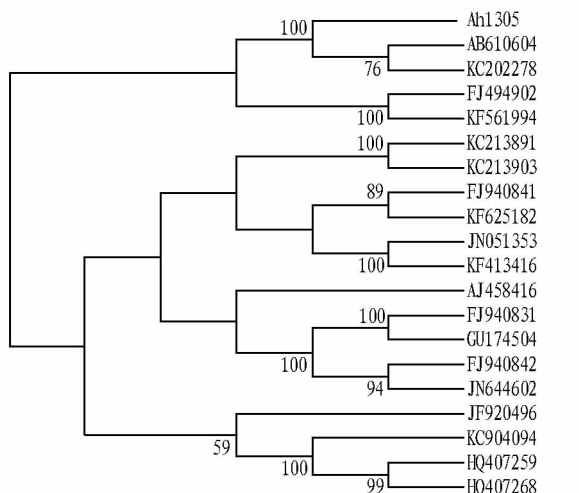 Ah1305
100
AB610604
76
KC202278
FJ494902
100
KF561994
100
KC213891
KC213903
89
FJ940841
KF625182
JN051353
100
KF413416
AJ458416
100
FJ940831
GU174504
100
FJ940842
94
JN644602
JF920496
59
KC904094
100
HQ407259
99
HQ407268